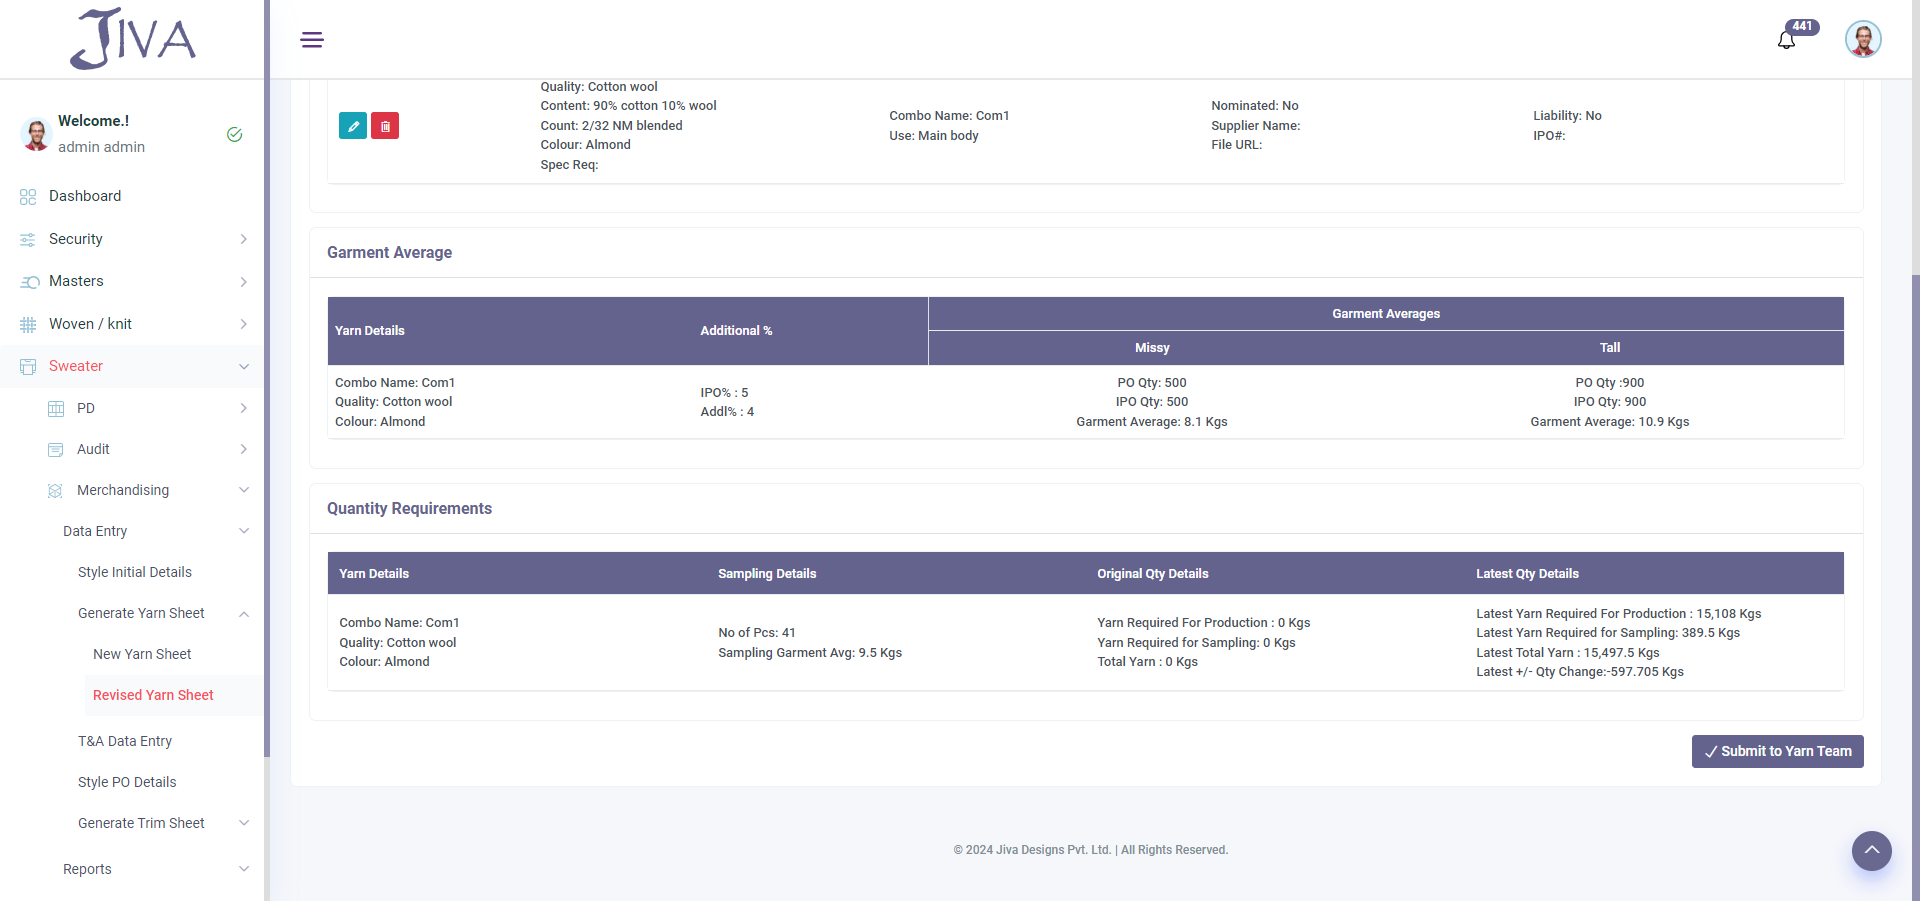 JIVA
441
Welcome.!
admin admin
Dashboard
Security
Masters
Woven / knit
Sweater
PD
Audit
Merchandising
Data Entry
Style Initial Details
Generate Yarn Sheet
New Yarn Sheet
Revised Yarn Sheet
T&A Data Entry
Style PO Details
Generate Trim Sheet
Reports
Quality: Cotton wool
Content: 90% cotton 10% wool
Count: 2/32 NM blended
Colour: Almond
Spec Req:
Combo Name: Com1
Use: Main body
Nominated: No
Supplier Name:
File URL:
Liability: No
IPO#:
Garment Average
Yarn Details
Additional %
Garment Averages
Missy
Tall
Combo Name: Com1
Quality: Cotton wool
Colour: Almond
IPO% : 5
Addl% : 4
PO Qty: 500
IPO Qty: 500
Garment Average: 8.1 Kgs
PO Qty :900
IPO Qty: 900
Garment Average: 10.9 Kgs
Quantity Requirements
Yarn Details
Sampling Details
Original Qty Details
Latest Qty Details
Combo Name: Com1
Quality: Cotton wool
Colour: Almond
No of Pcs: 41
Sampling Garment Avg: 9.5 Kgs
Yarn Required For Production : 0 Kgs
Yarn Required for Sampling: 0 Kgs
Total Yarn : 0 Kgs
Latest Yarn Required For Production : 15,108 Kgs
Latest Yarn Required for Sampling: 389.5 Kgs
Latest Total Yarn : 15,497.5 Kgs
Latest +/- Qty Change:-597.705 Kgs
Submit to Yarn Team
© 2024 Jiva Designs Pvt. Ltd. | All Rights Reserved.